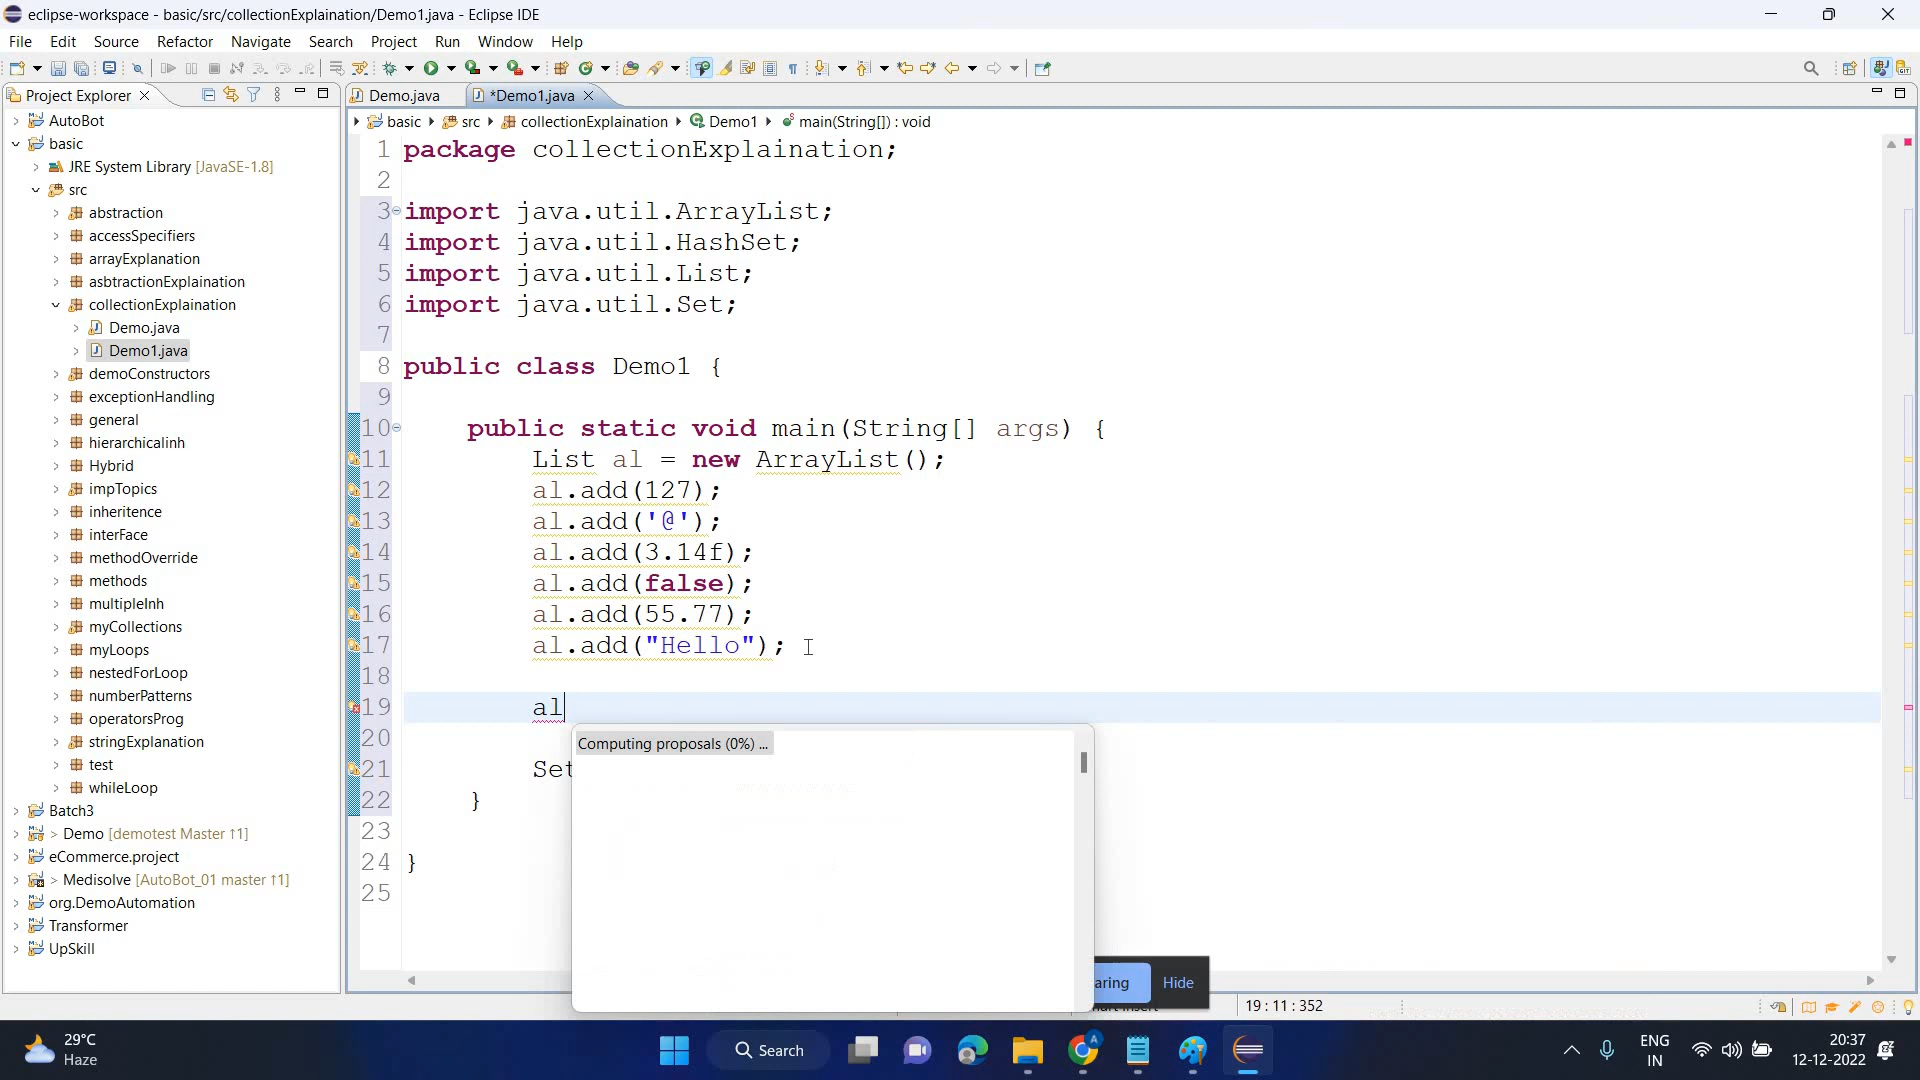 eclipse-workspace - basic/src/collectionExplaination/Demo1.java - Eclipse IDE
File Edit Source Refactor Navigate Search Project Run Window Help
Project Explorer
Demo.java
*Demo1.java
basic src collectionExplaination Demo1 main(String[]) : void
AutoBot
basic
JRE System Library [JavaSE-1.8]
src
abstraction
accessSpecifiers
arrayExplanation
asbtractionExplaination
collectionExplaination
Demo.java
Demo1.java
demoConstructors
exceptionHandling
general
hierarchicalinh
Hybrid
impTopics
inheritence
interFace
methodOverride
methods
multipleInh
myCollections
myLoops
nestedForLoop
numberPatterns
operatorsProg
stringExplanation
test
whileLoop
Batch3
> Demo [demotest Master ↑1]
eCommerce.project
> Medisolve [AutoBot_01 master ↑1]
org.DemoAutomation
Transformer
UpSkill
1 package collectionExplaination;
2
3 import java.util.ArrayList;
4 import java.util.HashSet;
5 import java.util.List;
6 import java.util.Set;
7
8 public class Demo1 {
9
10 public static void main(String[] args) {
11 List al = new ArrayList();
12 al.add(127);
13 al.add('@');
14 al.add(3.14f);
15 al.add(false);
16 al.add(55.77);
17 al.add("Hello");
18
19 al
20
21 Set
22 }
23
24 }
25
Computing proposals (0%) ...
aring Hide
19 : 11 : 352
29°C
Haze
Search
ENG
IN
20:37
12-12-2022